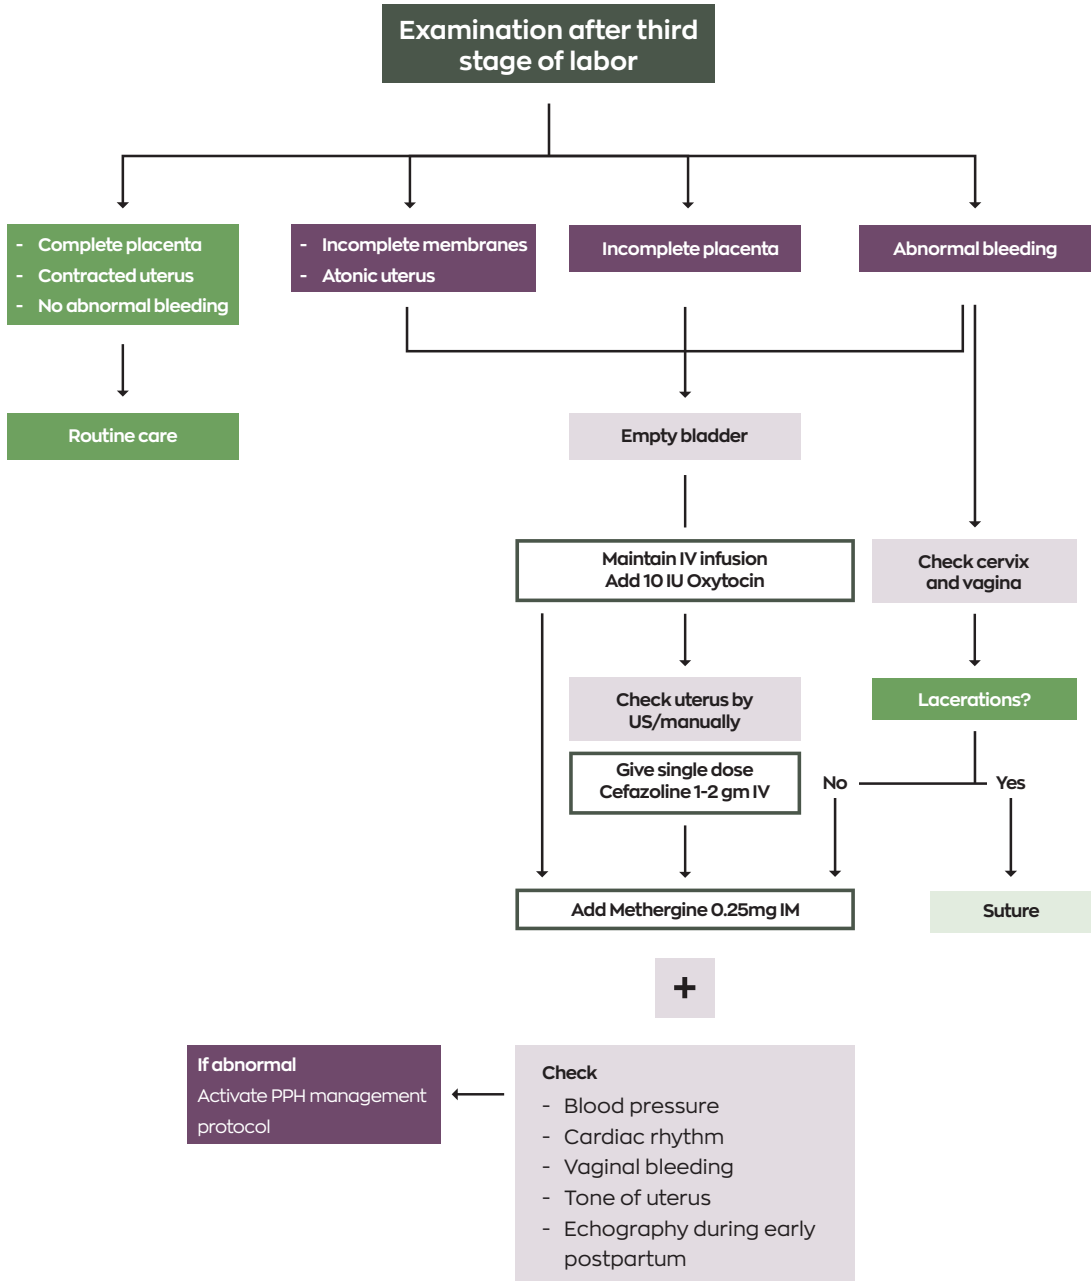 Examination after third
stage of labor
- Complete placenta
- Contracted uterus
- No abnormal bleeding
- Incomplete membranes
- Atonic uterus
Incomplete placenta
Abnormal bleeding
Routine care
Empty bladder
Maintain IV infusion
Add 10 IU Oxytocin
Check cervix
and vagina
Check uterus by
US/manually
Lacerations?
Give single dose
Cefazoline 1-2 gm IV
No
Yes
Add Methergine 0.25mg IM
Suture
+
If abnormal
Activate PPH management
protocol
Check
- Blood pressure
- Cardiac rhythm
- Vaginal bleeding
- Tone of uterus
- Echography during early
postpartum